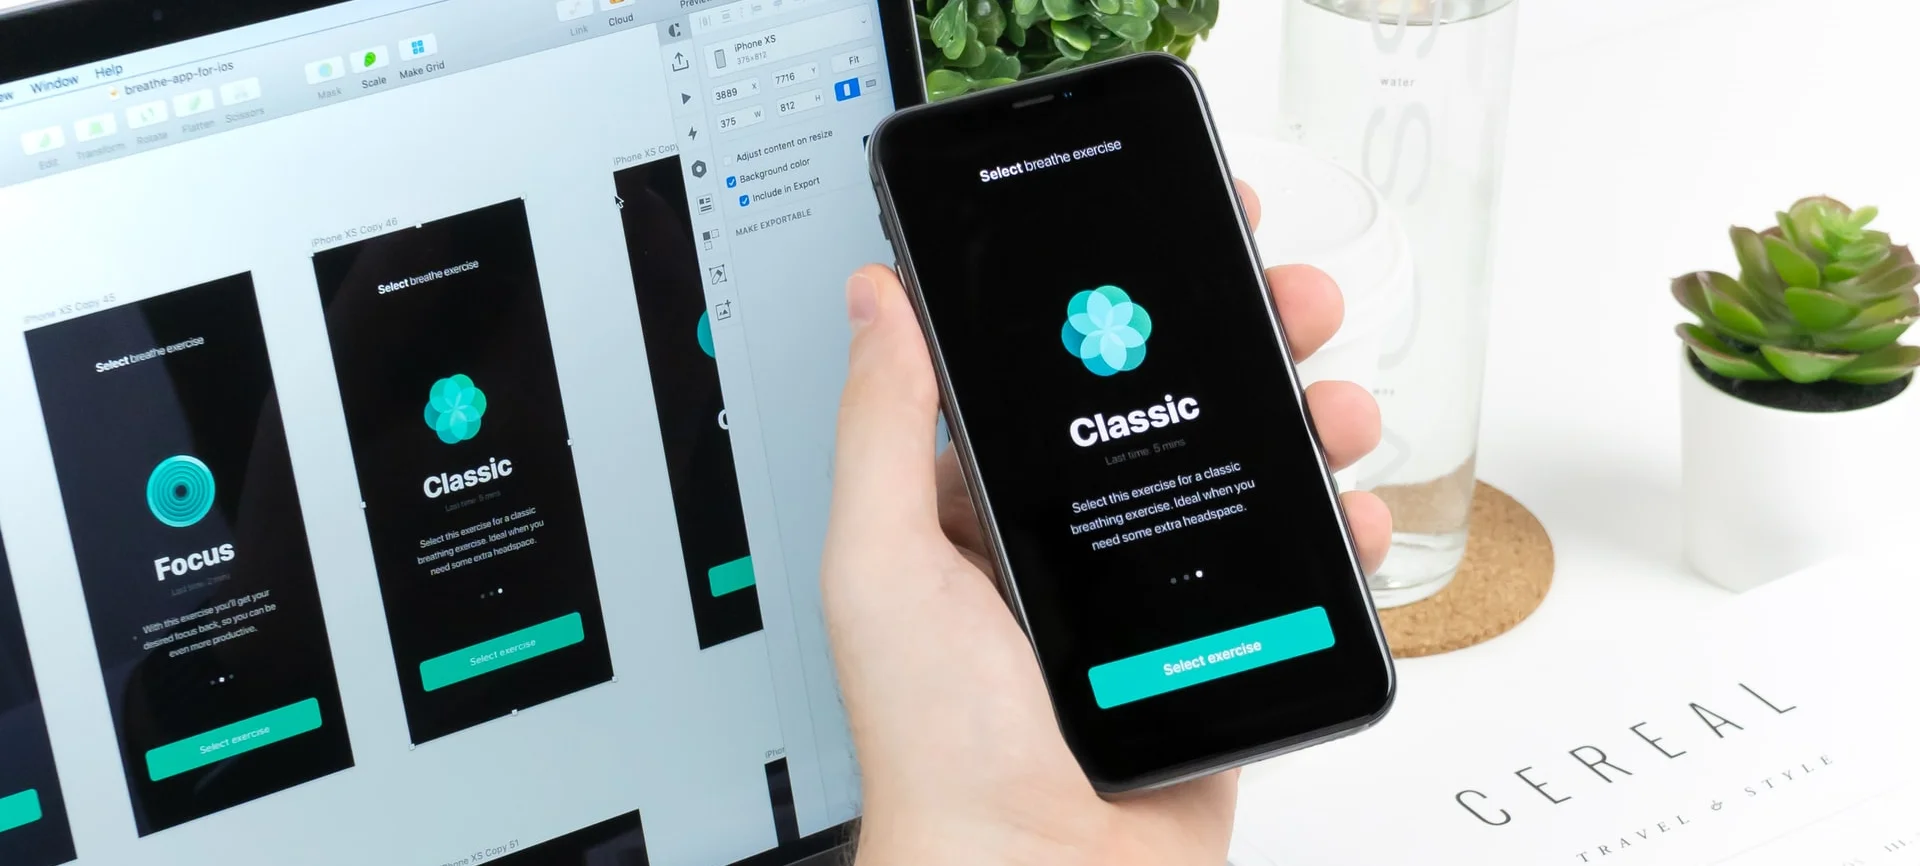 Window Help
breathe-app-for-ios
Edit
Transform
Rotate
Flatten
Scissors
Mask
Scale
Make Grid
Link
Cloud
iPhone XS
375×812
3889 X
7716 Y
Fit
375 W
812 H
Adjust content on resize
Background color
Include in Export
MAKE EXPORTABLE
iPhone XS Copy 45
Select breathe exercise
Focus
Last time: 2 mins
With this exercise you'll get your
desired focus back, so you can be
even more productive.
Select exercise
iPhone XS Copy 46
Select breathe exercise
Classic
Last time: 5 mins
Select this exercise for a classic
breathing exercise. Ideal when you
need some extra headspace.
Select exercise
iPhone XS Copy
Select breathe exercise
Classic
Last time: 5 mins
Select this exercise for a classic
breathing exercise. Ideal when you
need some extra headspace.
Select exercise
water
CEREAL
TRAVEL & STYLE